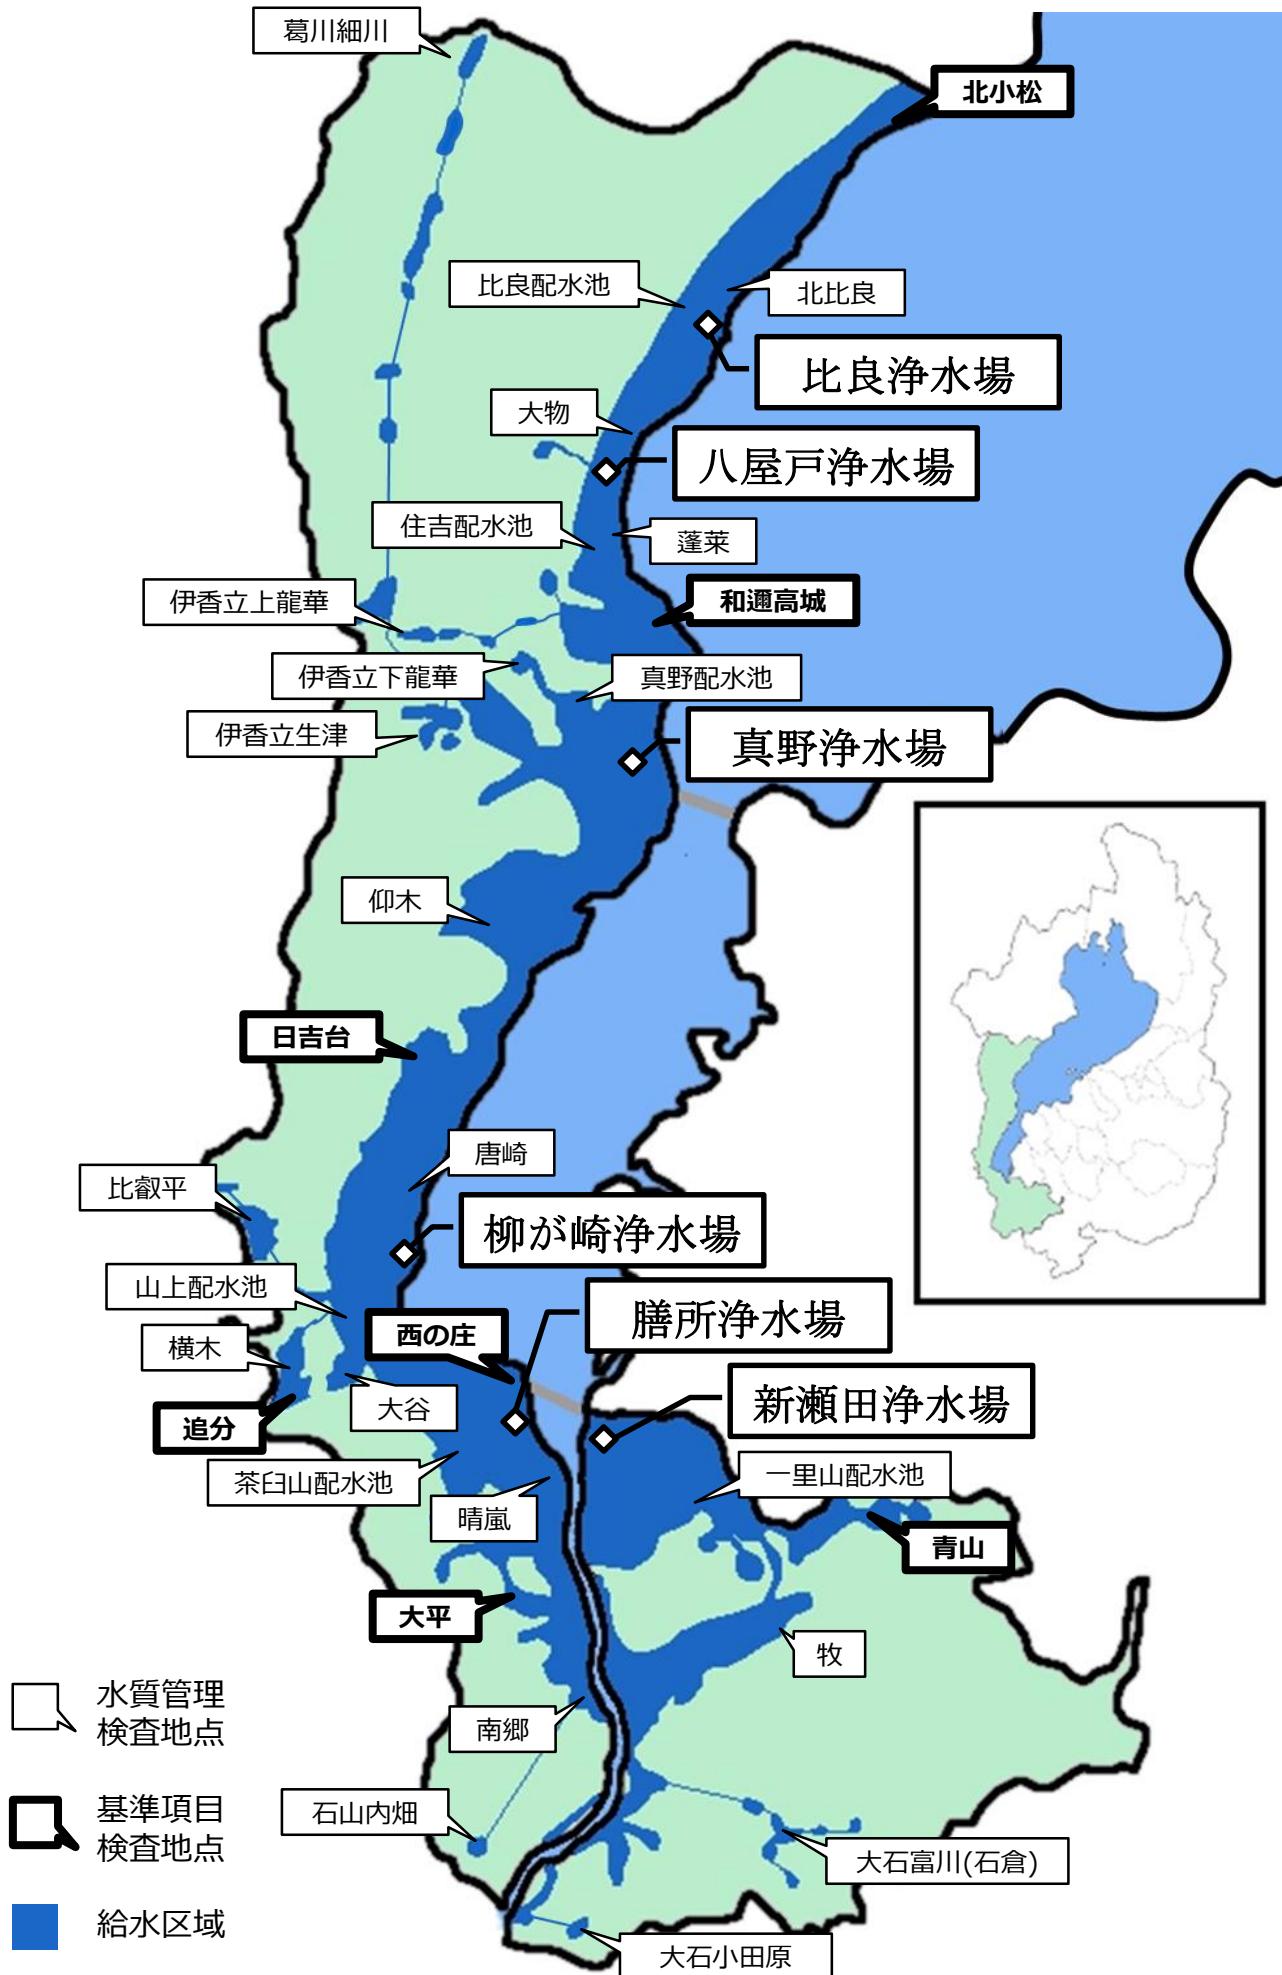 葛川細川
北小松
比良配水池
北比良
比良浄水場
大物
八屋戸浄水場
住吉配水池
蓬莱
伊香立上龍華
和邇高城
伊香立下龍華
真野配水池
伊香立生津
真野浄水場
仰木
日吉台
唐崎
比叡平
柳が崎浄水場
山上配水池
膳所浄水場
西の庄
横木
大谷
新瀬田浄水場
追分
茶臼山配水池
一里山配水池
晴嵐
青山
大平
牧
水質管理
検査地点
南郷
基準項目
検査地点
石山内畑
大石富川(石倉)
給水区域
大石小田原